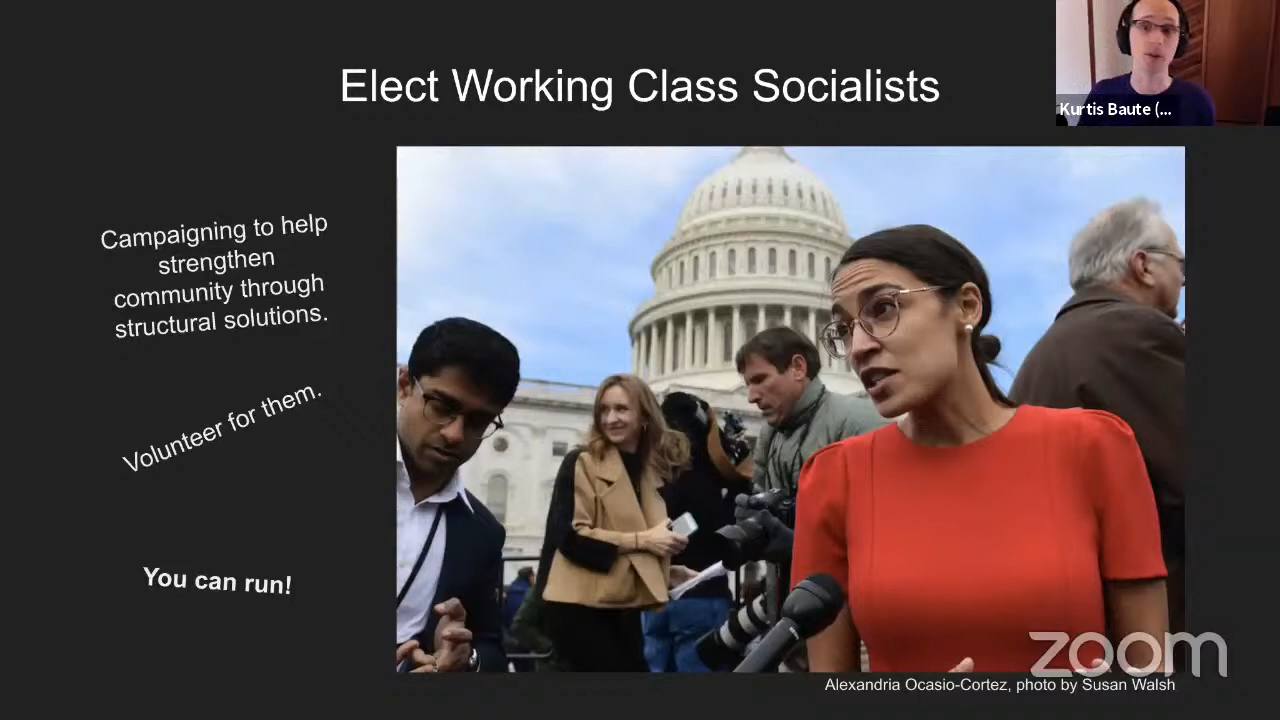 Elect Working Class Socialists
Kurtis Baute (...
Campaigning to help
strengthen
community through
structural solutions.
Volunteer for them.
You can run!
zoom
Alexandria Ocasio-Cortez, photo by Susan Walsh